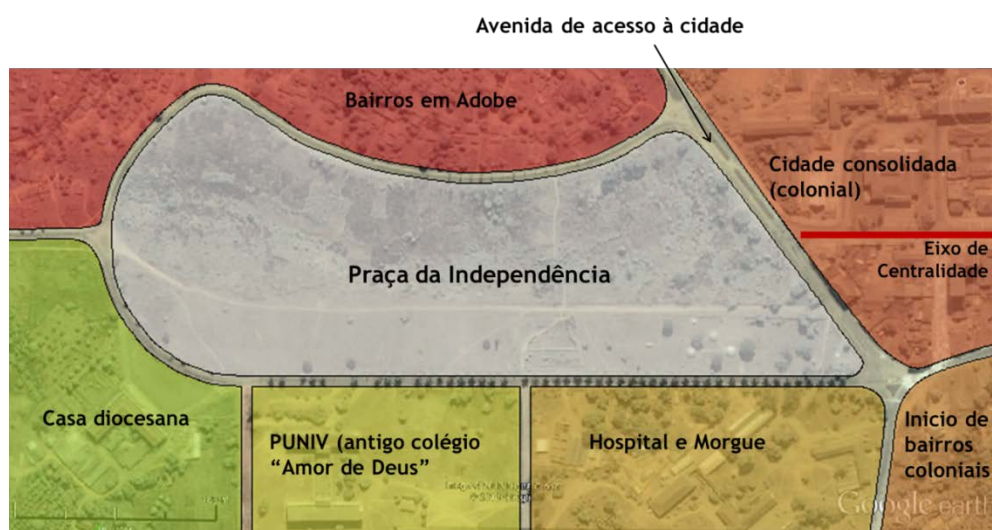 Avenida de acesso à cidade
Bairros em Adobe
Cidade consolidada
(colonial)
Eixo de
Centralidade
Praça da Independência
Casa diocesana
PUNIV (antigo colégio
“Amor de Deus”
Hospital e Morgue
Inicio de
bairros
coloniais
Google earth